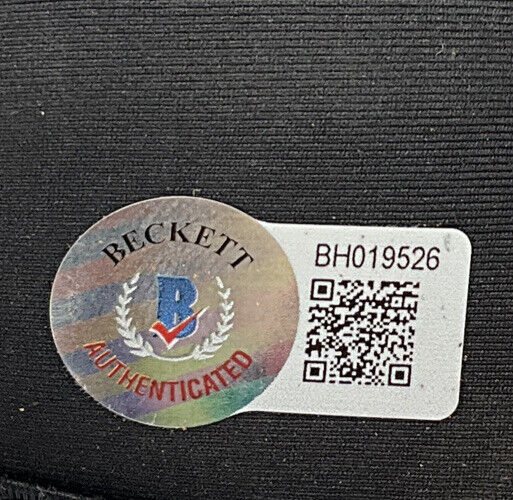 BECKETT
B
AUTHENTICATED
BH019526